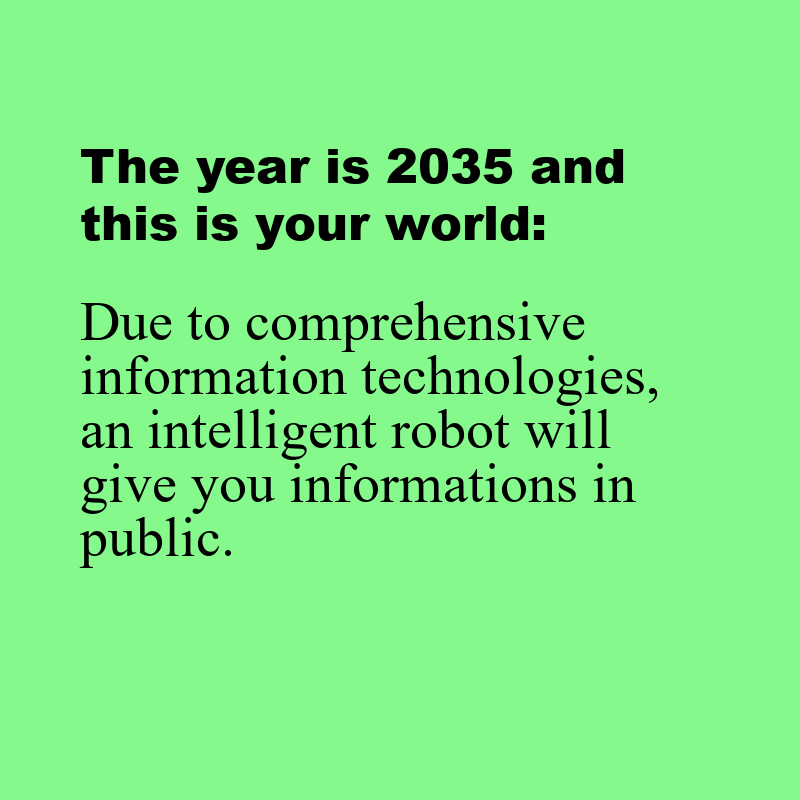 The year is 2035 and
this is your world:
Due to comprehensive
information technologies,
an intelligent robot will
give you informations in
public.